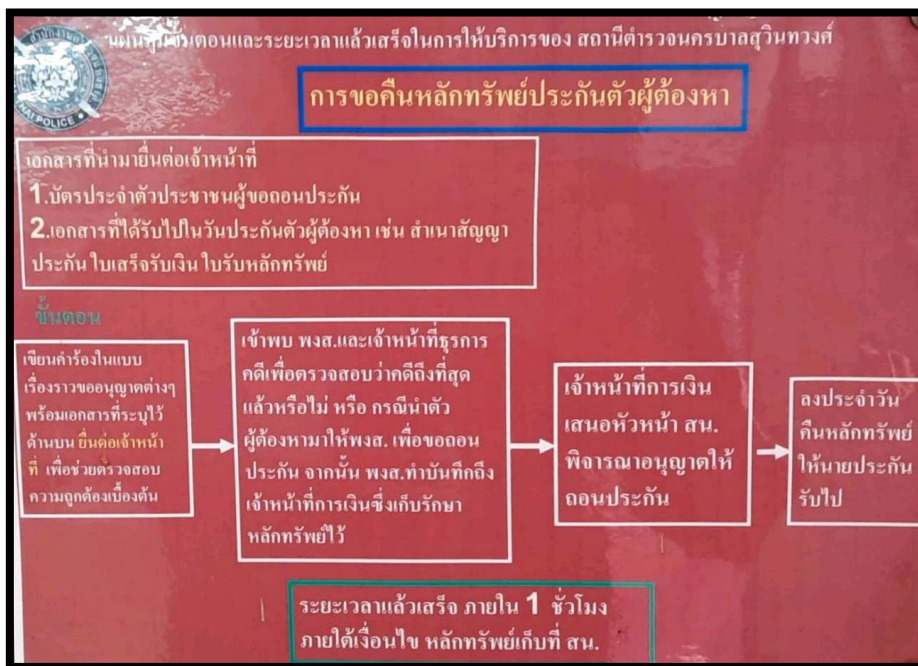 แผนภูมิขั้นตอนและระยะเวลาแล้วเสร็จในการให้บริการของ สถานีตำรวจนครบาลสุวินทวงศ์
การขอคืนหลักทรัพย์ประกันตัวผู้ต้องหา
POLICE
เอกสารที่นำมายื่นต่อเจ้าหน้าที่
1.บัตรประจำตัวประชาชนผู้ขอถอนประกัน
2.เอกสารที่ได้รับไปในวันประกันตัวผู้ต้องหา เช่น สำเนาสัญญา
ประกัน ใบเสร็จรับเงิน ใบรับหลักทรัพย์
ขั้นตอน
เขียนคำร้องในแบบ
เรื่องราวขออนุญาตต่างๆ
พร้อมเอกสารที่ระบุไว้
ด้านบน ยื่นต่อเจ้าหน้า
ที่ เพื่อช่วยตรวจสอบ
ความถูกต้องเบื้องต้น
เข้าพบ พงส.และเจ้าหน้าที่ธุรการ
คดีเพื่อตรวจสอบว่าคดีถึงที่สุด
แล้วหรือไม่ หรือ กรณีนำตัว
ผู้ต้องหามาให้พงส. เพื่อขอถอน
ประกัน จากนั้น พงส.ทำบันทึกถึง
เจ้าหน้าที่การเงินซึ่งเก็บรักษา
หลักทรัพย์ไว้
เจ้าหน้าที่การเงิน
เสนอหัวหน้า สน.
พิจารณาอนุญาตให้
ถอนประกัน
ลงประจำวัน
คืนหลักทรัพย์
ให้นายประกัน
รับไป
ระยะเวลาแล้วเสร็จ ภายใน 1 ชั่วโมง
ภายใต้เงื่อนไข หลักทรัพย์เก็บที่ สน.